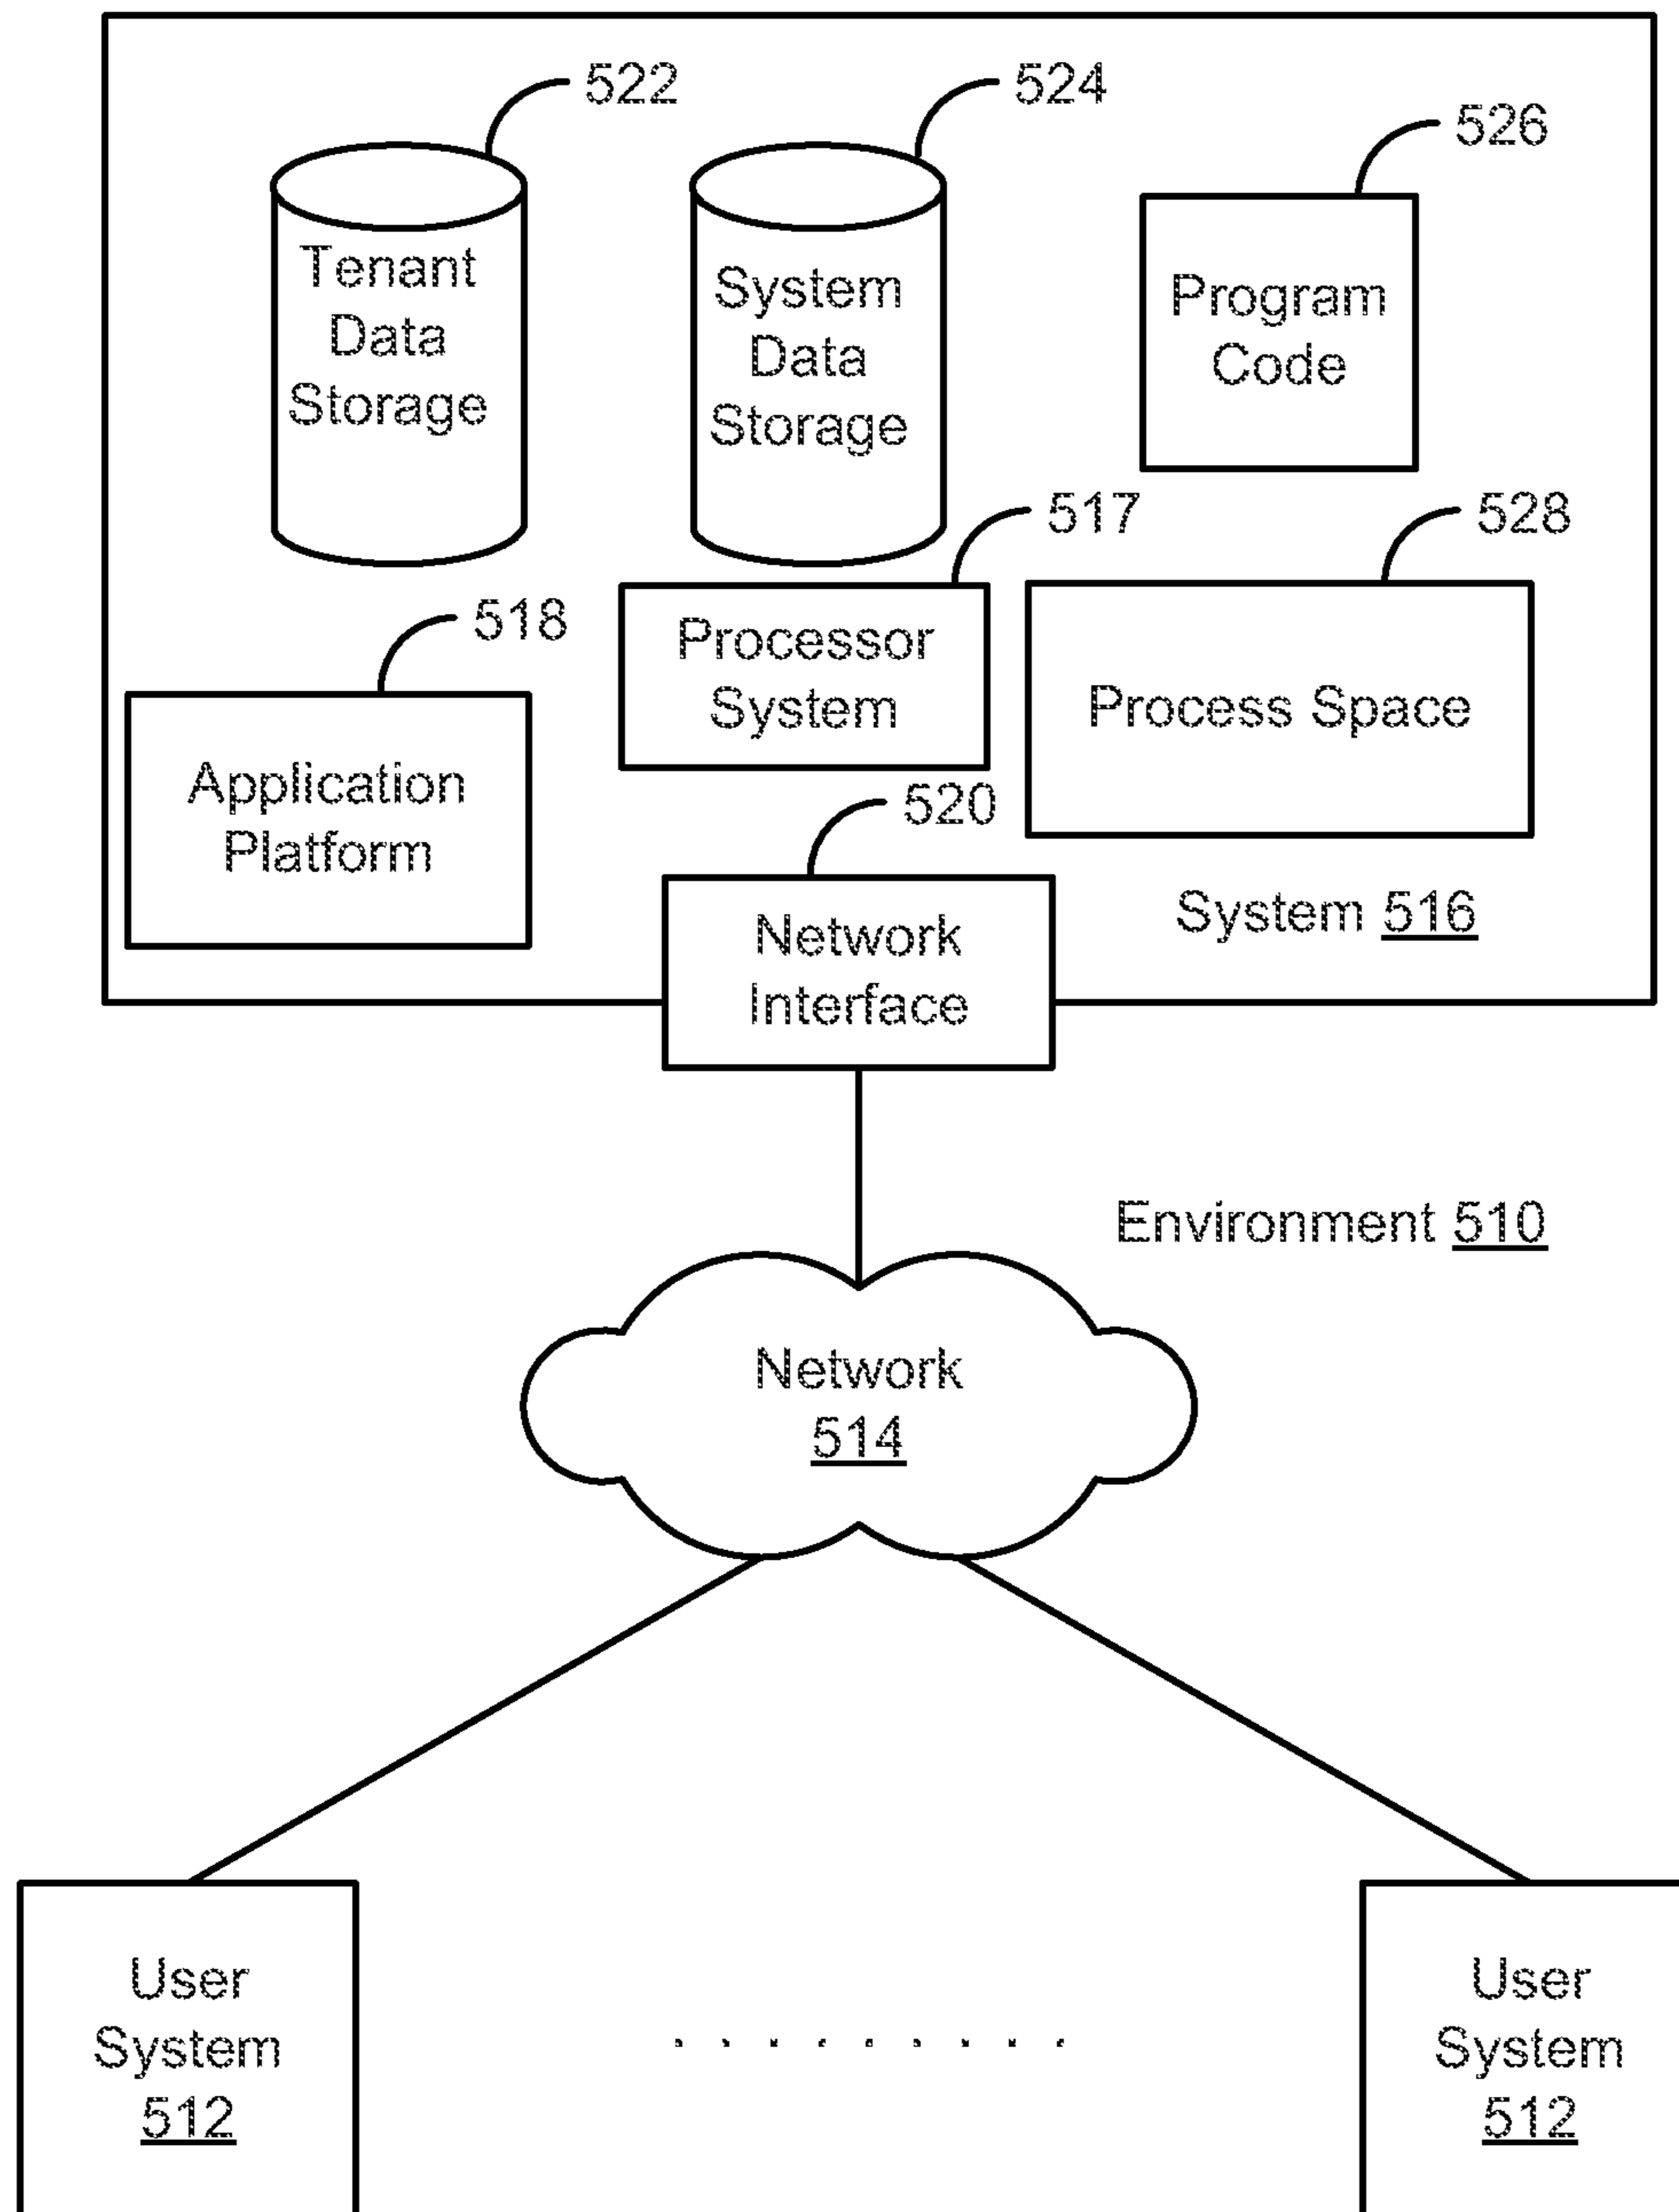 522
524
526
Tenant
Data
Storage
System
Data
Storage
Program
Code
517
528
518
Processor
System
Process Space
Application
Platform
520
Network
Interface
System 516
Environment 510
Network
514
User
System
512
User
System
512